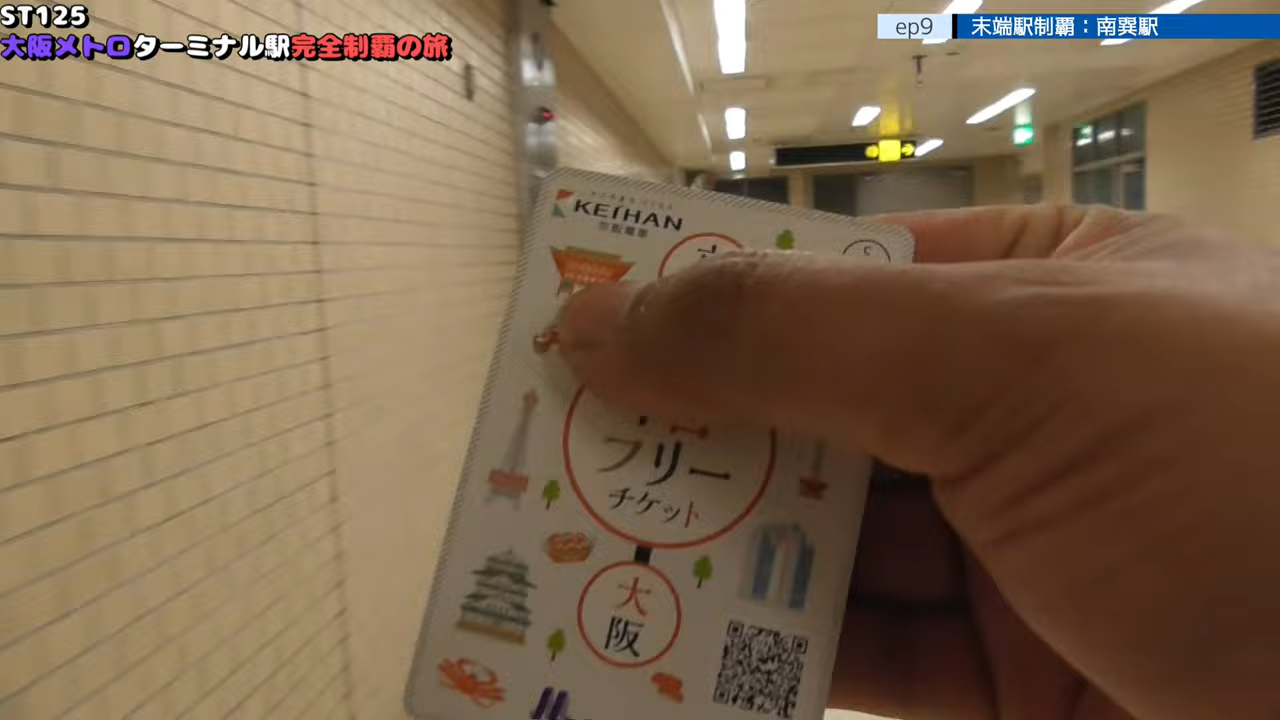 ST125
大阪メトロターミナル駅完全制覇の旅
ep9
末端駅制覇：南巽駅
KEIHAN
京阪電車
フリー
チケット
大
阪